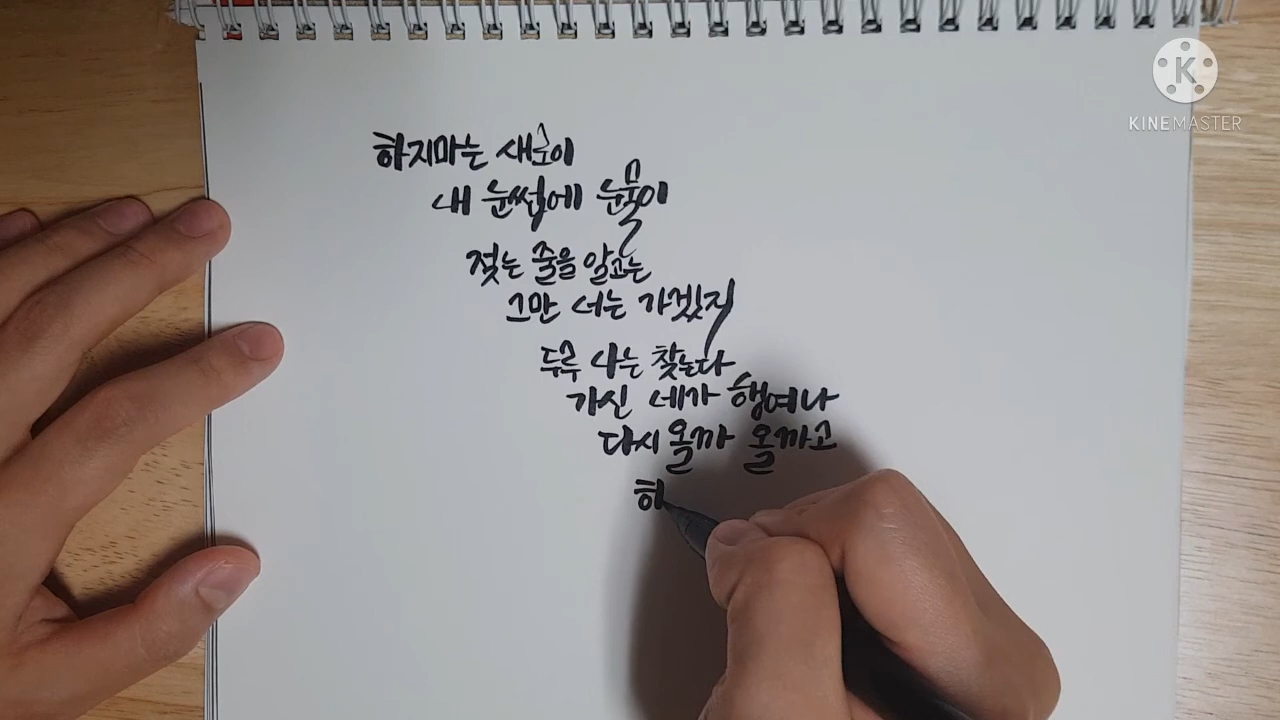 하지마는 새로이
내 눈썹에 눈물이
젖는 줄을 알고는
그만 너는 가겠지
두루 나는 찾는다
가신 네가 행여나
다시 올까 올까고
하
KINEMASTER